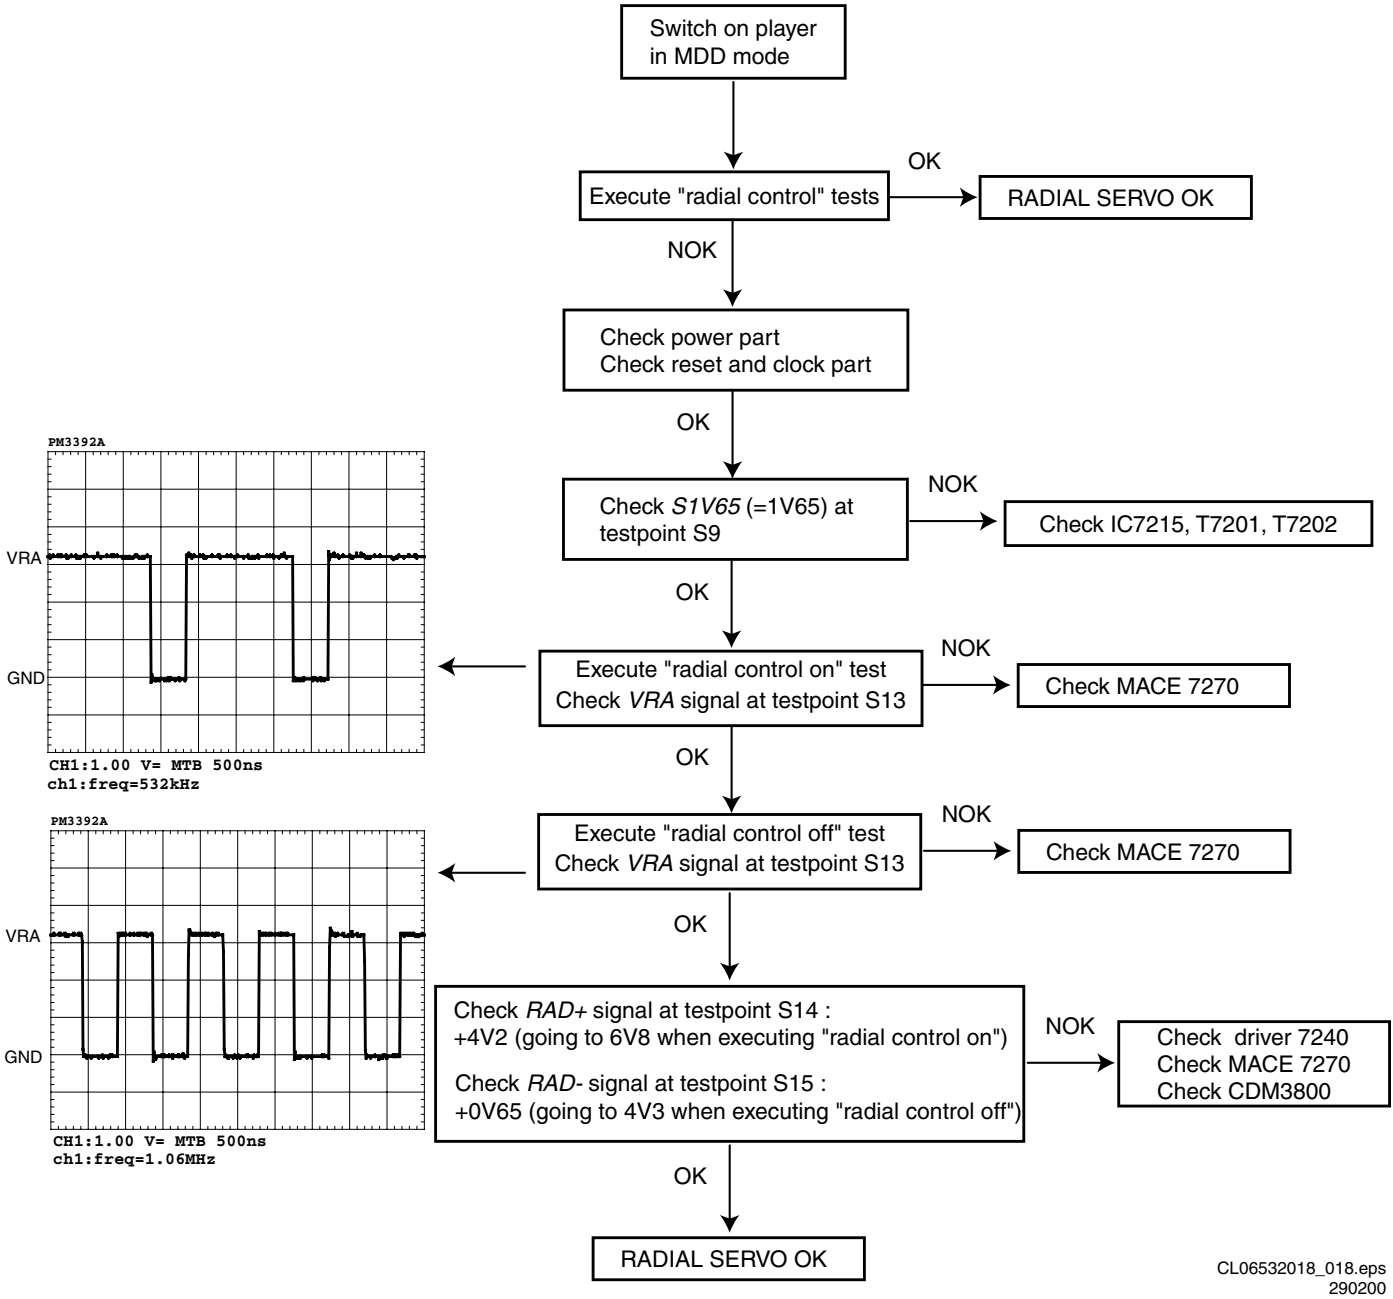 Switch on player
in MDD mode
OK
Execute "radial control" tests
RADIAL SERVO OK
NOK
Check power part
Check reset and clock part
OK
Check S1V65 (=1V65) at
testpoint S9
NOK
Check IC7215, T7201, T7202
OK
PM3392A
VRA
GND
CH1:1.00 V= MTB 500ns
ch1:freq=532kHz
Execute "radial control on" test
Check VRA signal at testpoint S13
NOK
Check MACE 7270
OK
PM3392A
VRA
GND
CH1:1.00 V= MTB 500ns
ch1:freq=1.06MHz
Execute "radial control off" test
Check VRA signal at testpoint S13
NOK
Check MACE 7270
OK
Check RAD+ signal at testpoint S14 :
+4V2 (going to 6V8 when executing "radial control on")
Check RAD- signal at testpoint S15 :
+0V65 (going to 4V3 when executing "radial control off")
NOK
Check driver 7240
Check MACE 7270
Check CDM3800
OK
RADIAL SERVO OK
CL06532018_018.eps
290200